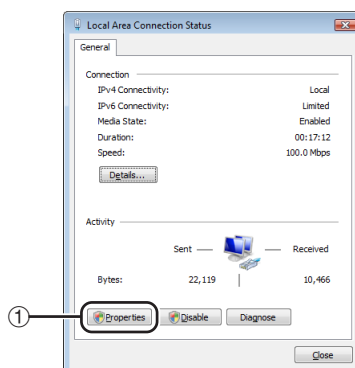 Local Area Connection Status
General
Connection
IPv4 Connectivity: Local
IPv6 Connectivity: Limited
Media State: Enabled
Duration: 00:17:12
Speed: 100.0 Mbps
Details...
Activity
Sent — — Received
Bytes: 22,119 | 10,466
① Properties Disable Diagnose
Close